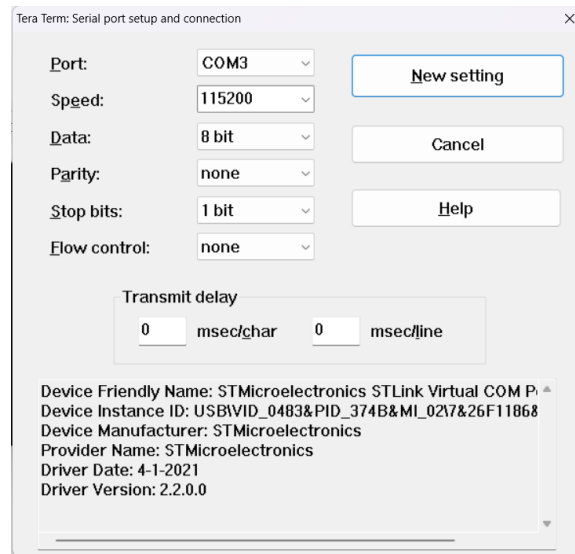 Tera Term: Serial port setup and connection
Port: COM3
New setting
Speed: 115200
Data: 8 bit
Cancel
Parity: none
Stop bits: 1 bit
Help
Flow control: none
Transmit delay
0 msec/char 0 msec/line
Device Friendly Name: STMicroelectronics STLink Virtual COM P
Device Instance ID: USB\VID_0483&PID_374B&MI_02\7&26F1186&
Device Manufacturer: STMicroelectronics
Provider Name: STMicroelectronics
Driver Date: 4-1-2021
Driver Version: 2.2.0.0